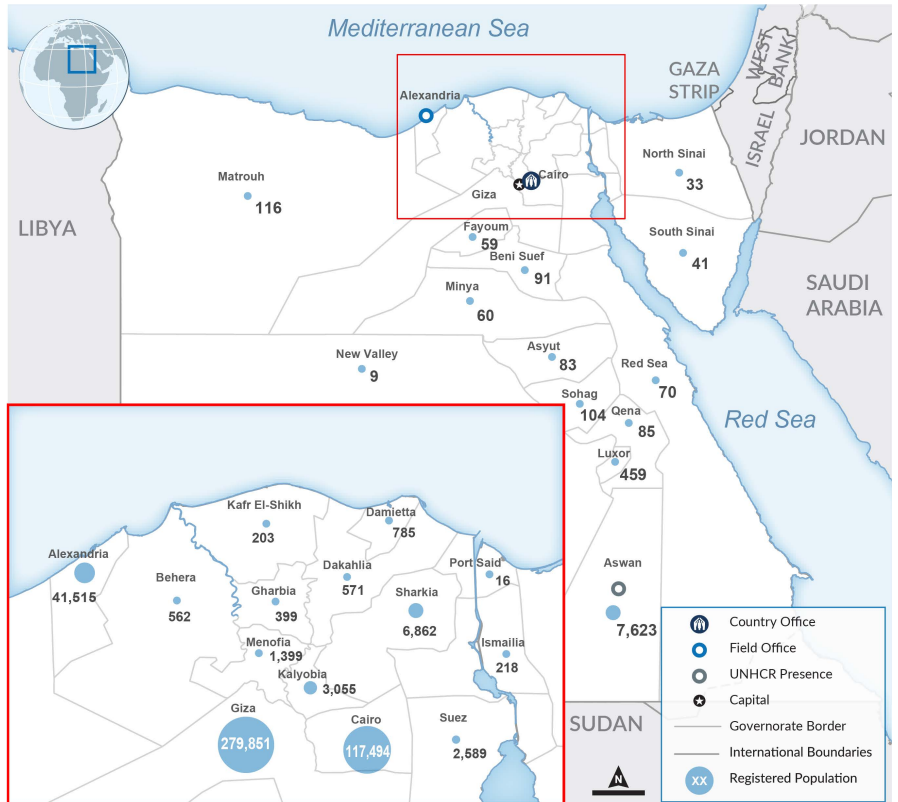 Mediterranean Sea
GAZA
STRIP
WEST
BANK
ISRAEL
JORDAN
Alexandria
North Sinai
33
Matrouh
116
Cairo
Giza
LIBYA
Fayoum
59
South Sinai
41
Beni Suef
91
SAUDI
ARABIA
Minya
60
New Valley
9
Asyut
83
Red Sea
70
Sohag
104
Qena
85
Red Sea
Luxor
459
Kafr El-Shikh
203
Damietta
785
Alexandria
41,515
Behera
562
Gharbia
399
Dakahlia
571
Port Said
16
Sharkia
6,862
Menofia
1,399
Kalyobia
3,055
Ismailia
218
Giza
279,851
Cairo
117,494
Suez
2,589
Aswan
7,623
SUDAN
N
Country Office
Field Office
UNHCR Presence
Capital
Governorate Border
International Boundaries
XX
Registered Population